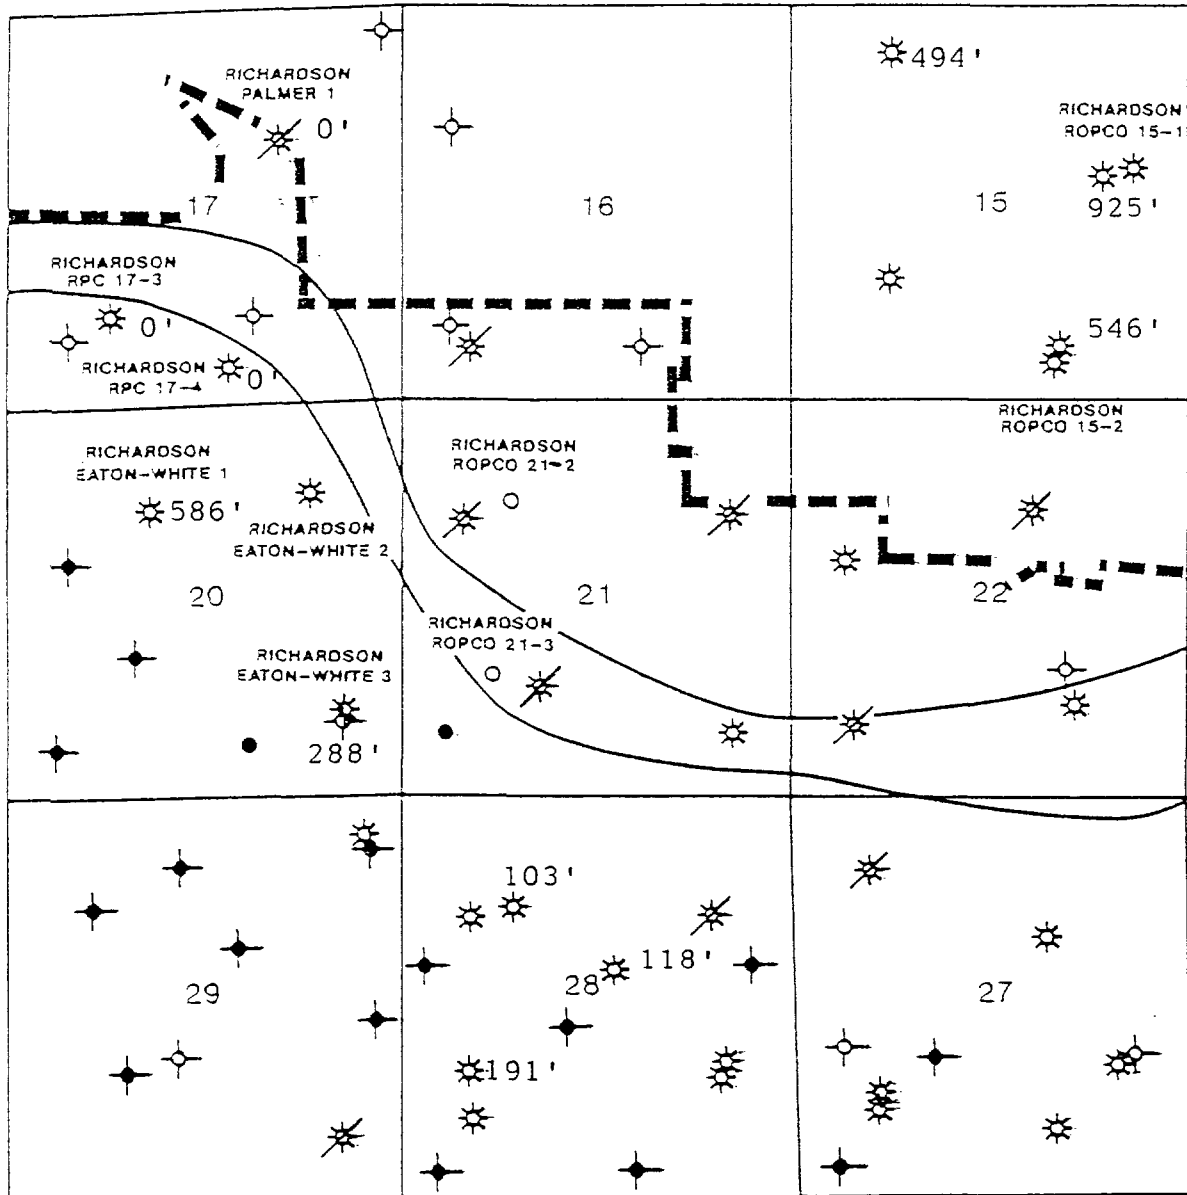 494'
RICHARDSON
PALMER 1
0'
RICHARDSON
ROPCO 15-1
17
16
15
925'
RICHARDSON
RPC 17-3
0'
546'
RICHARDSON
RPC 17-4
0'
RICHARDSON
ROPCO 15-2
RICHARDSON
EATON-WHITE 1
586'
RICHARDSON
ROPCO 21-2
RICHARDSON
EATON-WHITE 2
20
21
22
RICHARDSON
ROPCO 21-3
RICHARDSON
EATON-WHITE 3
288'
103'
118'
29
28
27
191'